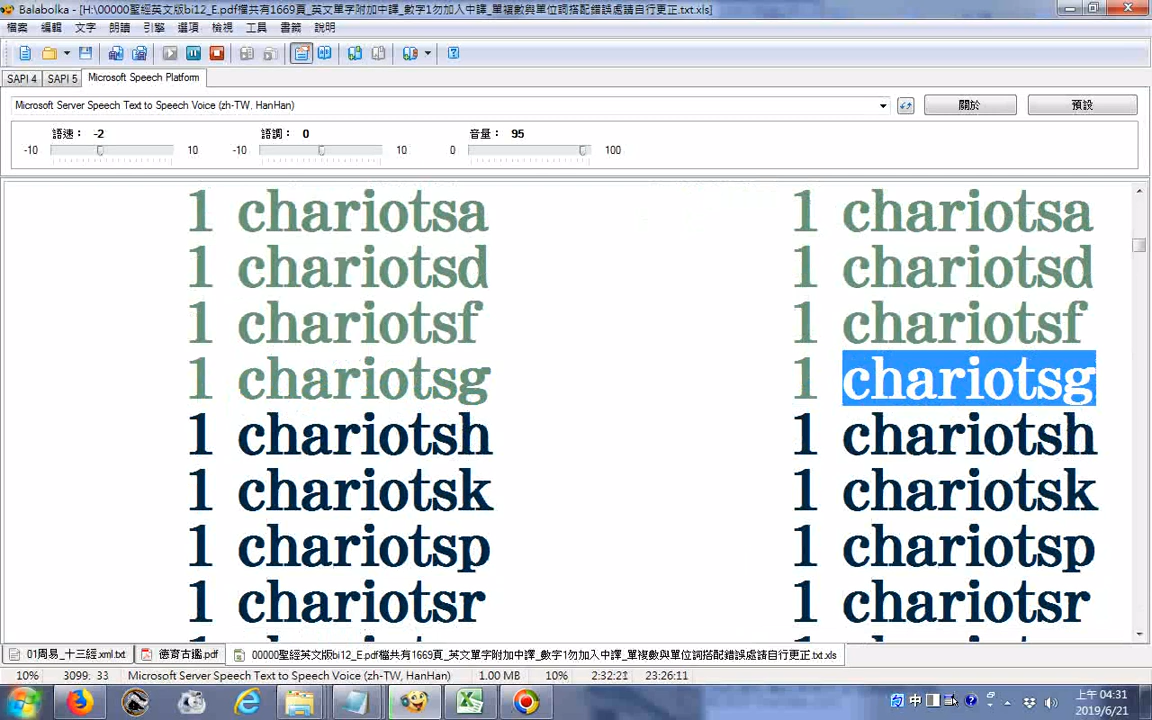 Balabolka - [H:\00000聖經英文版bi12_E.pdf檔共有1669頁_英文單字附加中譯_數字1勿加入中譯_單複數與單位詞搭配錯誤處請自行更正.txt.xls]
檔案 編輯 文字 朗讀 引擎 選項 檢視 工具 書籤 說明
SAPI 4 SAPI 5 Microsoft Speech Platform
Microsoft Server Speech Text to Speech Voice (zh-TW, HanHan) 關於 預設
語速： -2 語調： 0 音量： 95
-10 10 -10 10 0 100
1 chariotsa 1 chariotsa
1 chariotsd 1 chariotsd
1 chariotsf 1 chariotsf
1 chariotsg 1 chariotsg
1 chariotsh 1 chariotsh
1 chariotsk 1 chariotsk
1 chariotsp 1 chariotsp
1 chariotsr 1 chariotsr
01周易_十三經.xml.txt 德育古鑑.pdf 00000聖經英文版bi12_E.pdf檔共有1669頁_英文單字附加中譯_數字1勿加入中譯_單複數與單位詞搭配錯誤處請自行更正.txt.xls
10% 3099: 33 Microsoft Server Speech Text to Speech Voice (zh-TW, HanHan) 1.00 MB 10% 2:32:21 23:26:11
中 上午 04:31
2019/6/21